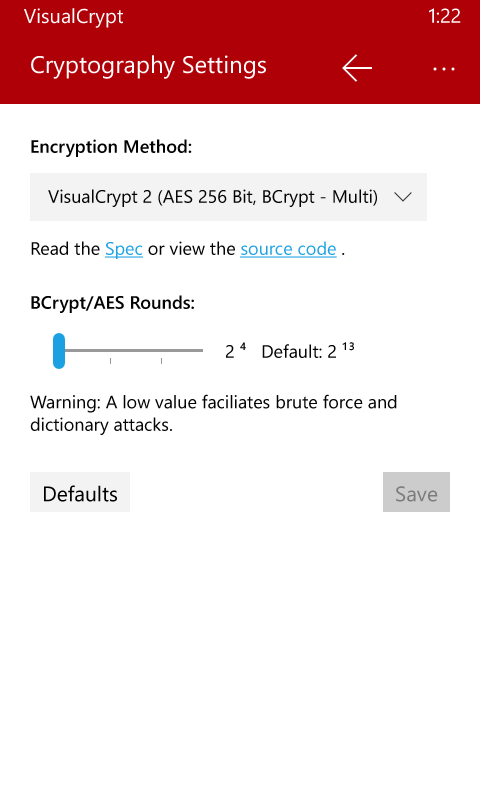 VisualCrypt 1:22
Cryptography Settings
Encryption Method:
VisualCrypt 2 (AES 256 Bit, BCrypt - Multi)
Read the Spec or view the source code .
BCrypt/AES Rounds:
2 ⁴ Default: 2 ¹³
Warning: A low value faciliates brute force and
dictionary attacks.
Defaults Save